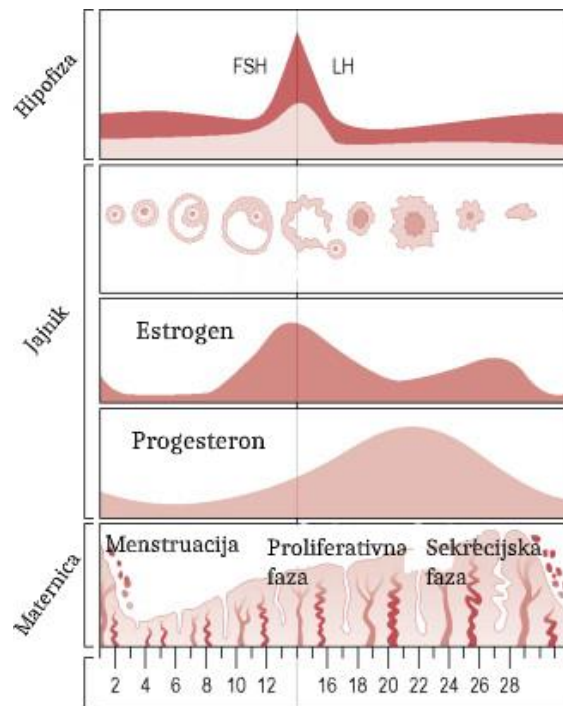 Hipofiza
FSH LH
Jajnik
Estrogen
Progesteron
Maternica
Menstruacija Proliferativna Sekrecijska
faza faza
2 4 6 8 10 12 16 18 20 22 24 26 28